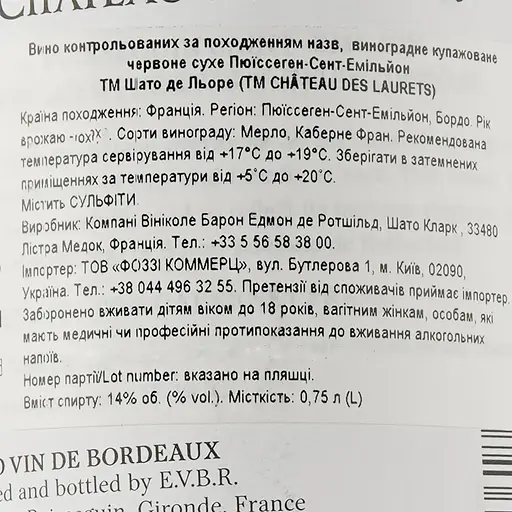 CHÂTEAU
Вино контрольованих за походженням назв, виноградне купажоване
червоне сухе Пюїссеген-Сент-Емільйон
ТМ Шато де Льоре (TM CHÂTEAU DES LAURETS)
Країна походження: Франція. Регіон: Пюїссеген-Сент-Емільйон, Бордо. Рік
врожаю Сорти винограду: Мерло, Каберне Фран. Рекомендована
температура сервірування від +17°C до +19°C. Зберігати в затемнених
приміщеннях за температури від +5°C до +20°C.
Містить СУЛЬФІТИ.
Виробник: Компані Вініколе Барон Едмон де Ротшільд, Шато Кларк , 33480
Лістра Медок, Франція. Тел.: +33 5 56 58 38 00.
Імпортер: ТОВ «ФОЗЗІ КОММЕРЦ», вул. Бутлерова 1, м. Київ, 02090,
Україна. Тел.: +38 044 496 32 55. Претензії від споживачів приймає імпортер.
Заборонено вживати дітям віком до 18 років, вагітним жінкам, особам, які
мають медичні чи професійні протипоказання до вживання алкогольних
напоїв.
Номер партії/Lot number: вказано на пляшці.
Вміст спирту: 14% об. (% vol.). Місткість: 0,75 л (L)
VIN DE BORDEAUX
and bottled by E.V.B.R.
Gironde, France